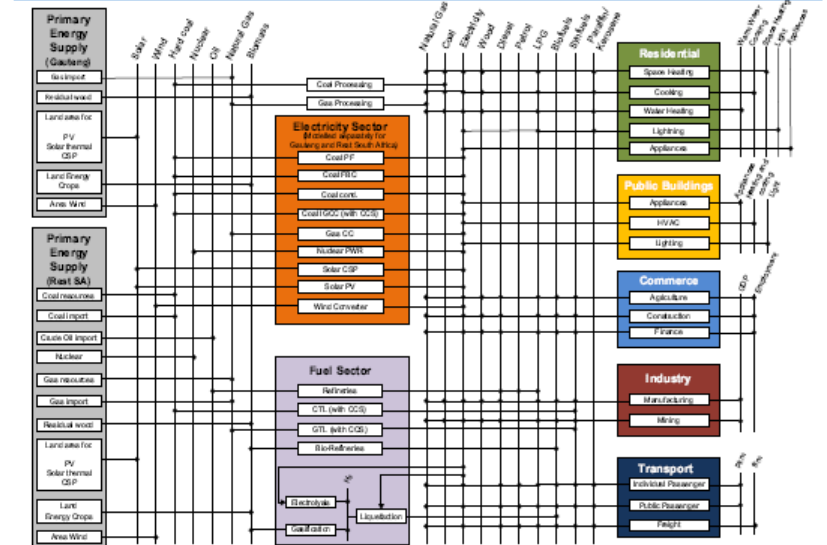 Primary
Energy
Supply
(Gauteng)
Gas import
Residual wood
Land area for:
PV
Solar thermal
CSP
Land Energy
Crops
Area Wind
Primary
Energy
Supply
(Rest SA)
Coal resources
Coal import
Crude Oil import
Nuclear
Gas resources
Gas import
Residual wood
Land area for:
PV
Solar thermal
CSP
Land
Energy Crops
Area Wind
Solar
Wind
Hard coal
Nuclear
Oil
Natural Gas
Biomass
Coal Processing
Gas Processing
Electricity Sector
(Modelled separately for
Gauteng and Rest South Africa)
Coal PF
Coal FBC
Coal conv.
Coal IGCC (with CCS)
Gas CC
Nuclear PWR
Solar CSP
Solar PV
Wind Converter
Fuel Sector
Refineries
CTL (with CCS)
GTL (with CCS)
Bio-Refineries
Electrolysis
Gasification
H₂
Liquefaction
Natural Gas
Coal
Electricity
Wood
Diesel
Petrol
LPG
Biofuels
Synfuels
Paraffin/
Kerosene
Residential
Space Heating
Cooking
Water Heating
Lightning
Appliances
Warm Water
Cooking
Space Heating
Light
Appliances
Public Buildings
Appliances
HVAC
Lighting
Appliances
Heating and
cooling
Light
Commerce
Agriculture
Construction
Finance
GDP
Employment
Industry
Manufacturing
Mining
Transport
Individual Passenger
Public Passenger
Freight